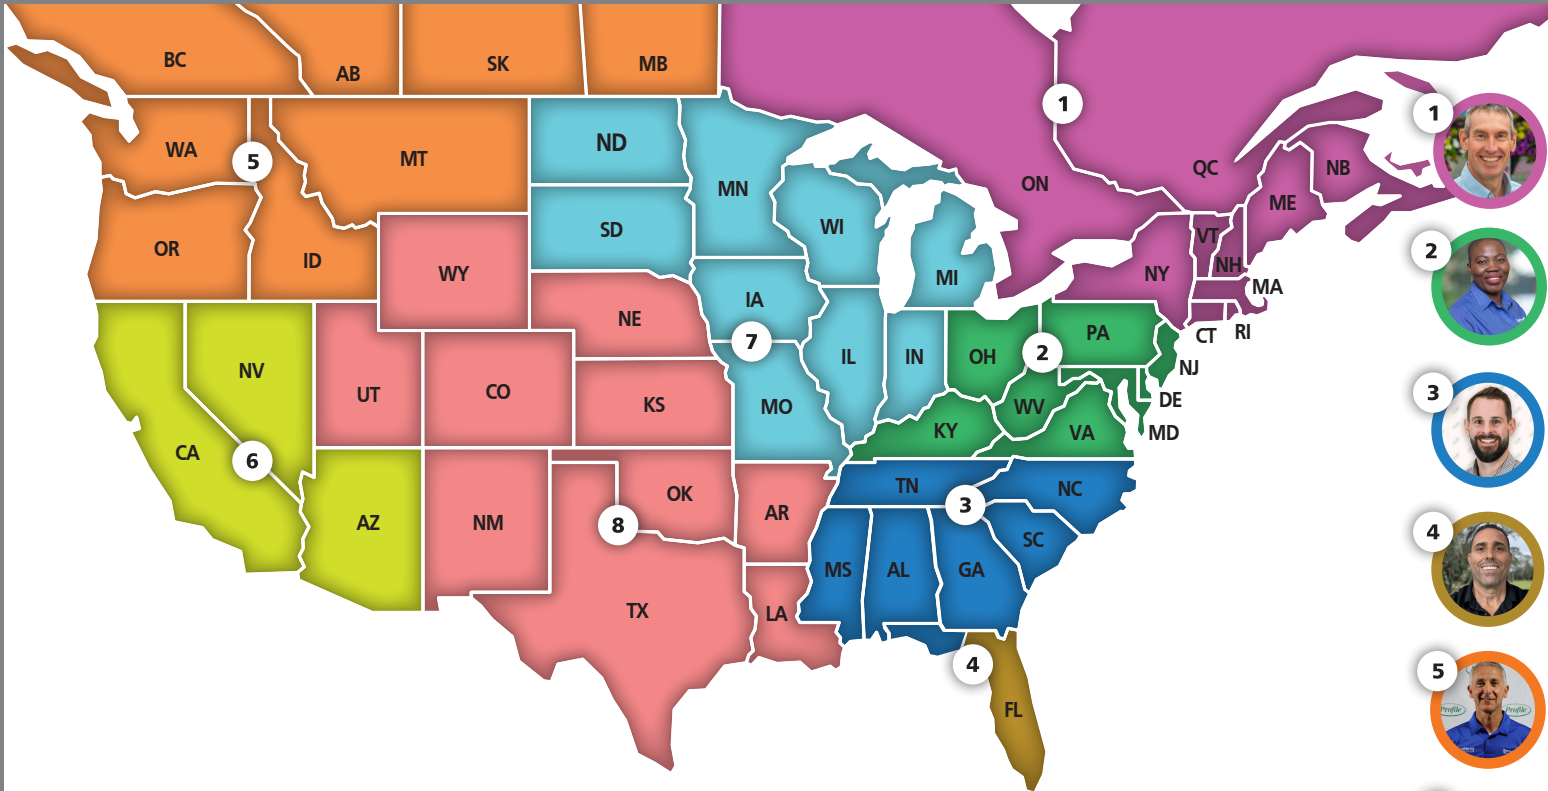 BC
AB
SK
MB
1
1
WA
5
MT
ND
MN
ON
QC
NB
ME
OR
ID
WY
SD
WI
MI
NY
VT
NH
MA
2
NV
UT
CO
NE
IA
7
IL
IN
OH
2
PA
CT
RI
NJ
3
CA
6
KS
MO
KY
WV
VA
DE
MD
AZ
NM
OK
8
AR
TN
3
NC
SC
4
TX
LA
MS
AL
GA
4
FL
5
Profile
Profile